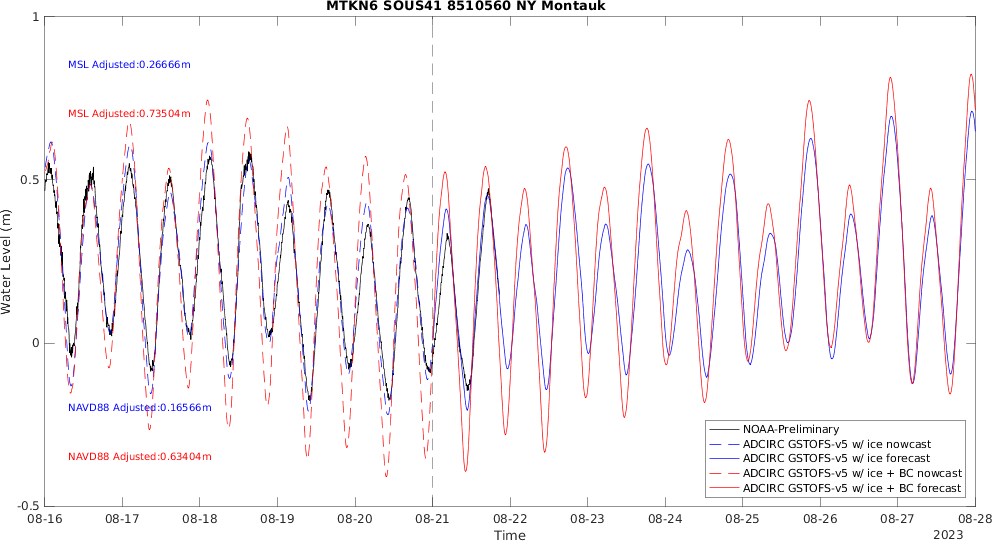 MTKN6 SOUS41 8510560 NY Montauk
1
MSL Adjusted:0.26666m
MSL Adjusted:0.73504m
0.5
Water Level (m)
0
NAVD88 Adjusted:0.16566m
NAVD88 Adjusted:0.63404m
NOAA-Preliminary
ADCIRC GSTOFS-v5 w/ ice nowcast
ADCIRC GSTOFS-v5 w/ ice forecast
ADCIRC GSTOFS-v5 w/ ice + BC nowcast
ADCIRC GSTOFS-v5 w/ ice + BC forecast
-0.5
08-16 08-17 08-18 08-19 08-20 08-21 08-22 08-23 08-24 08-25 08-26 08-27 08-28
Time
2023